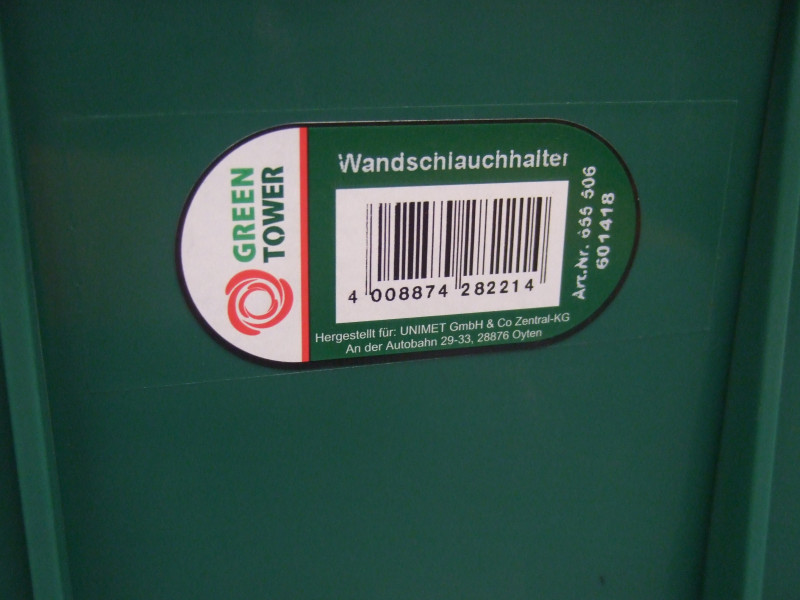 GREEN
TOWER
Wandschlauchhalter
4 008874 282214
Art.Nr. 655 506
601418
Hergestellt für: UNIMET GmbH & Co Zentral-KG
An der Autobahn 29-33, 28876 Oyten